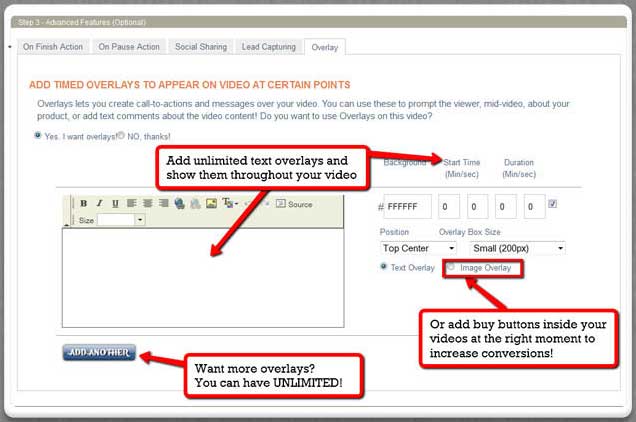 Step 3 - Advanced Features (Optional)
On Finish Action On Pause Action Social Sharing Lead Capturing Overlay
ADD TIMED OVERLAYS TO APPEAR ON VIDEO AT CERTAIN POINTS
Overlays lets you create call-to-actions and messages over your video. You can use these to prompt the viewer, mid-video, about your
product, or add text comments about the video content! Do you want to use Overlays on this video?
Yes. I want overlays! NO, thanks!
Add unlimited text overlays and
show them throughout your video
Background Start Time Duration
(Min/sec) (Min/sec)
B I U Source
Size
# FFFFFF 0 0 0 0
Position Overlay Box Size
Top Center Small (200px)
Text Overlay Image Overlay
Or add buy buttons inside your
videos at the right moment to
increase conversions!
ADD ANOTHER
Want more overlays?
You can have UNLIMITED!